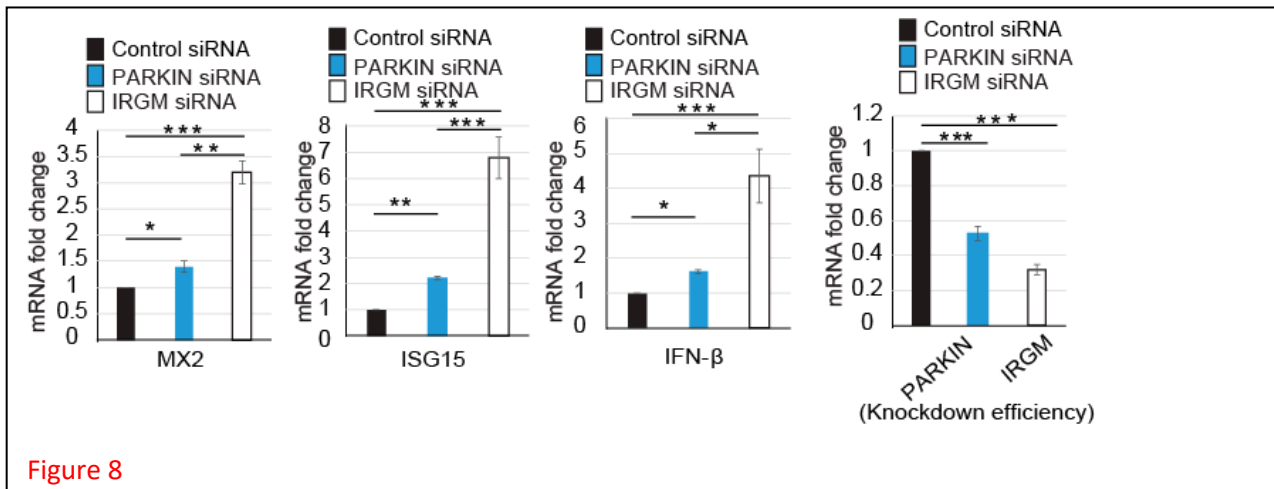 Control siRNA
PARKIN siRNA
IRGM siRNA
mRNA fold change
4
3.5
3
2.5
2
1.5
1
0.5
0
***
**
*
MX2
Control siRNA
PARKIN siRNA
IRGM siRNA
mRNA fold change
8
7
6
5
4
3
2
1
0
***
***
**
ISG15
Control siRNA
PARKIN siRNA
IRGM siRNA
mRNA fold change
6
5
4
3
2
1
0
***
*
*
IFN-β
Control siRNA
PARKIN siRNA
IRGM siRNA
mRNA fold change
1.2
1
0.8
0.6
0.4
0.2
0
***
***
PARKIN
IRGM
(Knockdown efficiency)
Figure 8